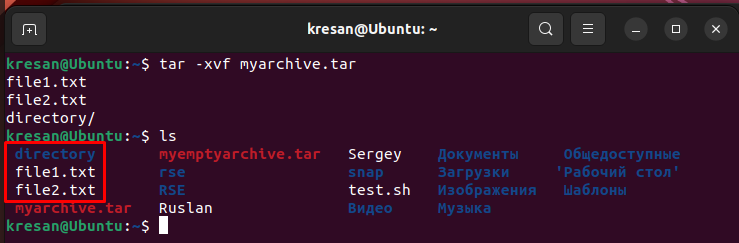 kresan@Ubuntu: ~
kresan@Ubuntu:~$ tar -xvf myarchive.tar
file1.txt
file2.txt
directory/
kresan@Ubuntu:~$ ls
directory myemptyarchive.tar Sergey Документы Общедоступные
file1.txt rse snap Загрузки 'Рабочий стол'
file2.txt RSE test.sh Изображения Шаблоны
myarchive.tar Ruslan Видео Музыка
kresan@Ubuntu:~$